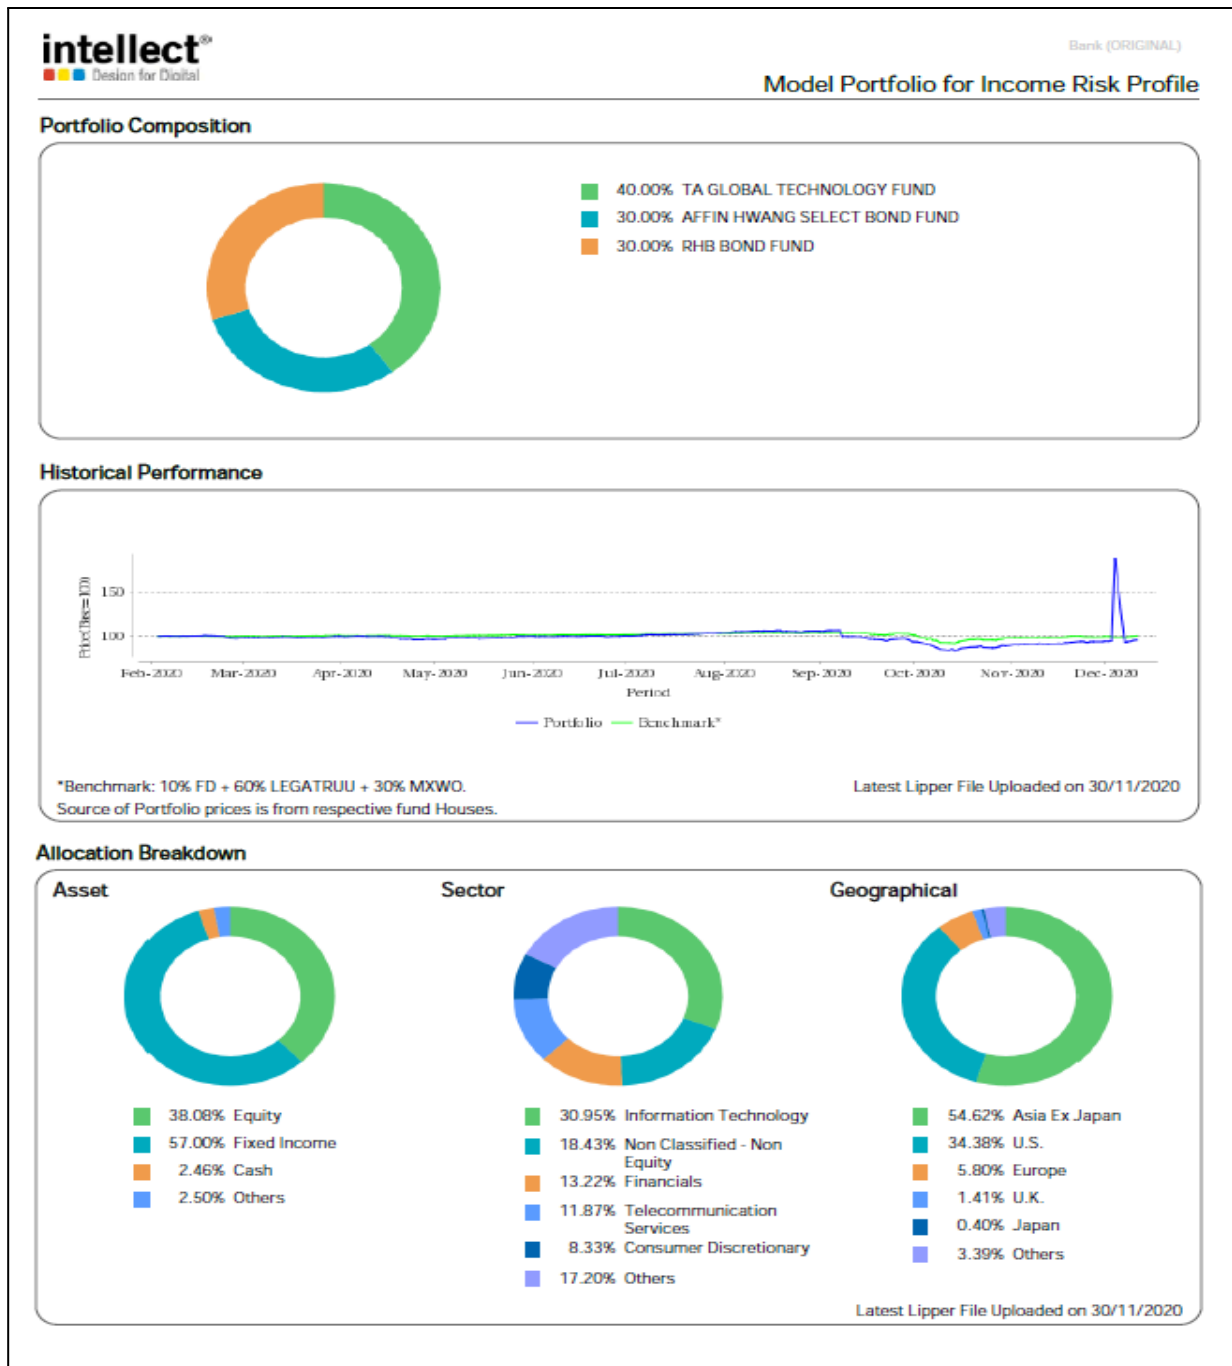 intellect®
Design for Digital
Bank (ORIGINAL)
Model Portfolio for Income Risk Profile
Portfolio Composition
40.00% TA GLOBAL TECHNOLOGY FUND
30.00% AFFIN HWANG SELECT BOND FUND
30.00% RHB BOND FUND
Historical Performance
Price(Base=100)
150
100
Feb-2020 Mar-2020 Apr-2020 May-2020 Jun-2020 Jul-2020 Aug-2020 Sep-2020 Oct-2020 Nov-2020 Dec-2020
Period
Portfolio Benchmark*
*Benchmark: 10% FD + 60% LEGATRUU + 30% MXWO.
Latest Lipper File Uploaded on 30/11/2020
Source of Portfolio prices is from respective fund Houses.
Allocation Breakdown
Asset
38.08% Equity
57.00% Fixed Income
2.46% Cash
2.50% Others
Sector
30.95% Information Technology
18.43% Non Classified - Non
Equity
13.22% Financials
11.87% Telecommunication
Services
8.33% Consumer Discretionary
17.20% Others
Geographical
54.62% Asia Ex Japan
34.38% U.S.
5.80% Europe
1.41% U.K.
0.40% Japan
3.39% Others
Latest Lipper File Uploaded on 30/11/2020